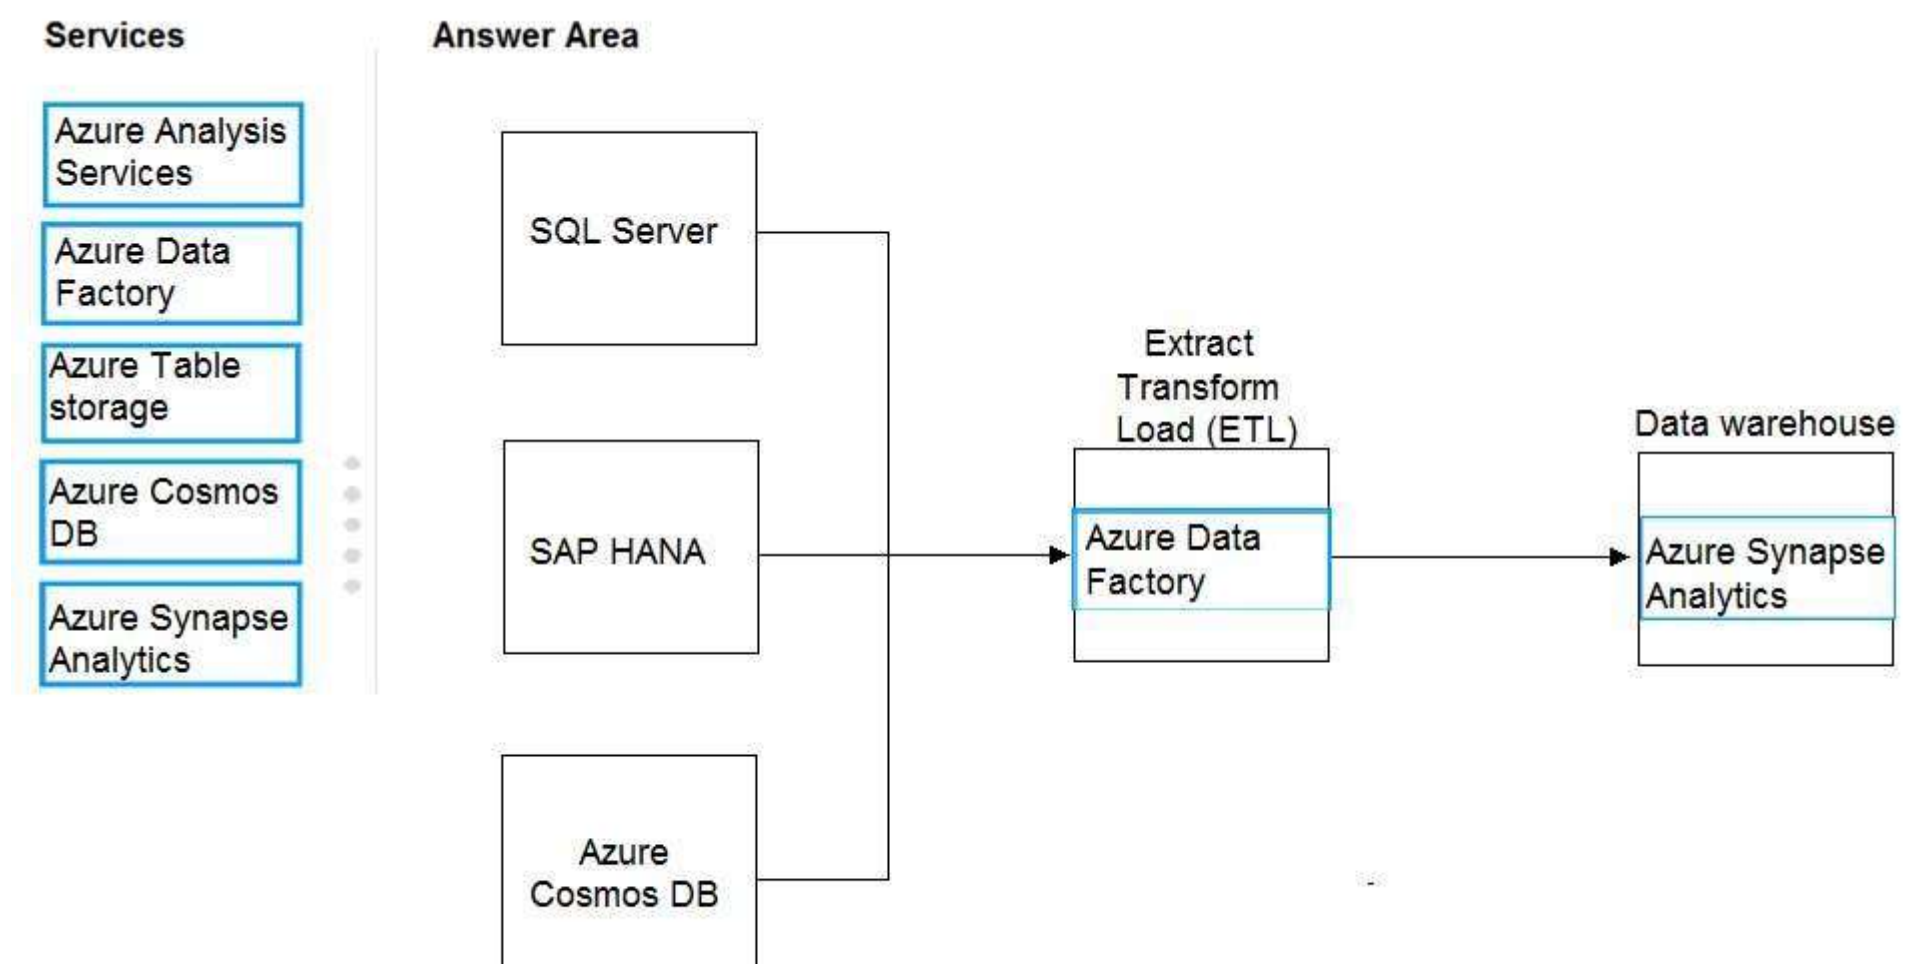 Services
Answer Area
Azure Analysis
Services
Azure Data
Factory
Azure Table
storage
Azure Cosmos
DB
Azure Synapse
Analytics
SQL Server
SAP HANA
Azure
Cosmos DB
Extract
Transform
Load (ETL)
Azure Data
Factory
Data warehouse
Azure Synapse
Analytics